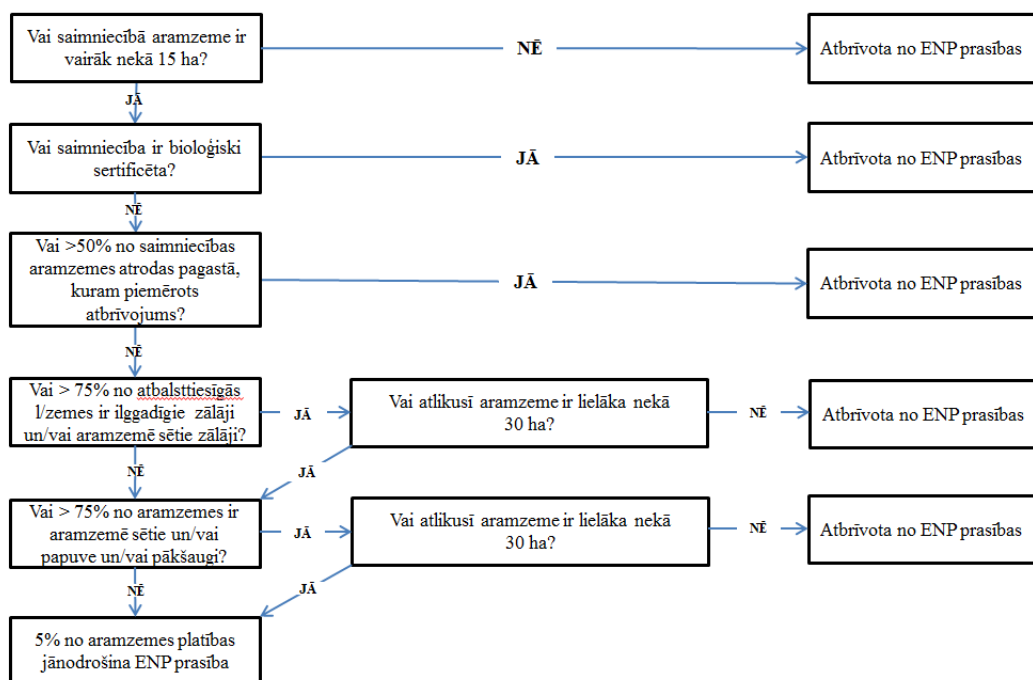 Vai saimniecībā aramzeme ir
vairāk nekā 15 ha?
NĒ
Atbrīvota no ENP prasības
JĀ
Vai saimniecība ir bioloģiski
sertificēta?
JĀ
Atbrīvota no ENP prasības
NĒ
Vai >50% no saimniecības
aramzemes atrodas pagastā,
kuram piemērots
atbrīvojums?
JĀ
Atbrīvota no ENP prasības
NĒ
Vai > 75% no atbalsttiesīgās
l/zemes ir ilggadīgie zālāji
un/vai aramzemē sētie zālāji?
JĀ
Vai atlikusī aramzeme ir lielāka nekā
30 ha?
NĒ
Atbrīvota no ENP prasības
NĒ
JĀ
Vai > 75% no aramzemes ir
aramzemē sētie un/vai
papuve un/vai pākšaugi?
JĀ
Vai atlikusī aramzeme ir lielāka nekā
30 ha?
NĒ
Atbrīvota no ENP prasības
NĒ
JĀ
5% no aramzemes platības
jānodrošina ENP prasība